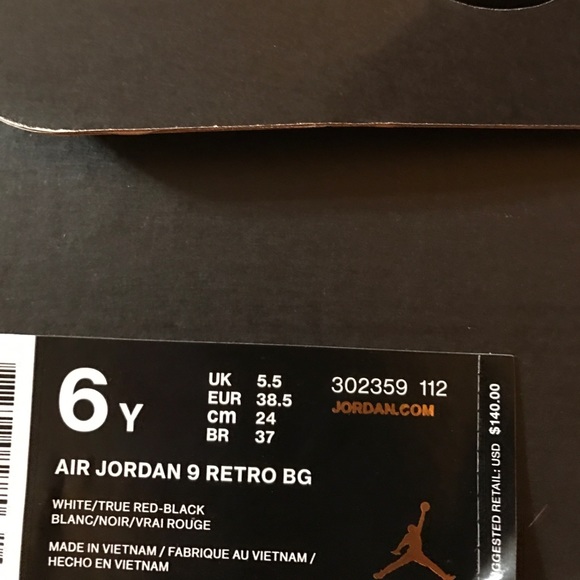 6 Y
UK 5.5
EUR 38.5
cm 24
BR 37
302359 112
JORDAN.COM
AIR JORDAN 9 RETRO BG
WHITE/TRUE RED-BLACK
BLANC/NOIR/VRAI ROUGE
MADE IN VIETNAM / FABRIQUE AU VIETNAM /
HECHO EN VIETNAM
GGESTED RETAIL: USD $140.00